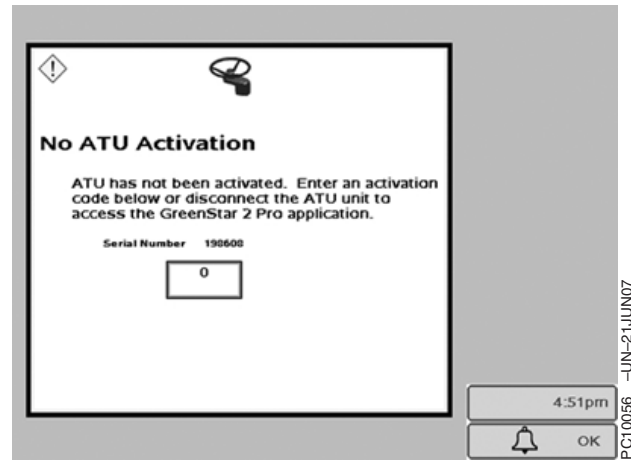 No ATU Activation
ATU has not been activated. Enter an activation
code below or disconnect the ATU unit to
access the GreenStar 2 Pro application.
Serial Number 198608
0
4:51pm
OK
PC10056 –UN–21JUN07